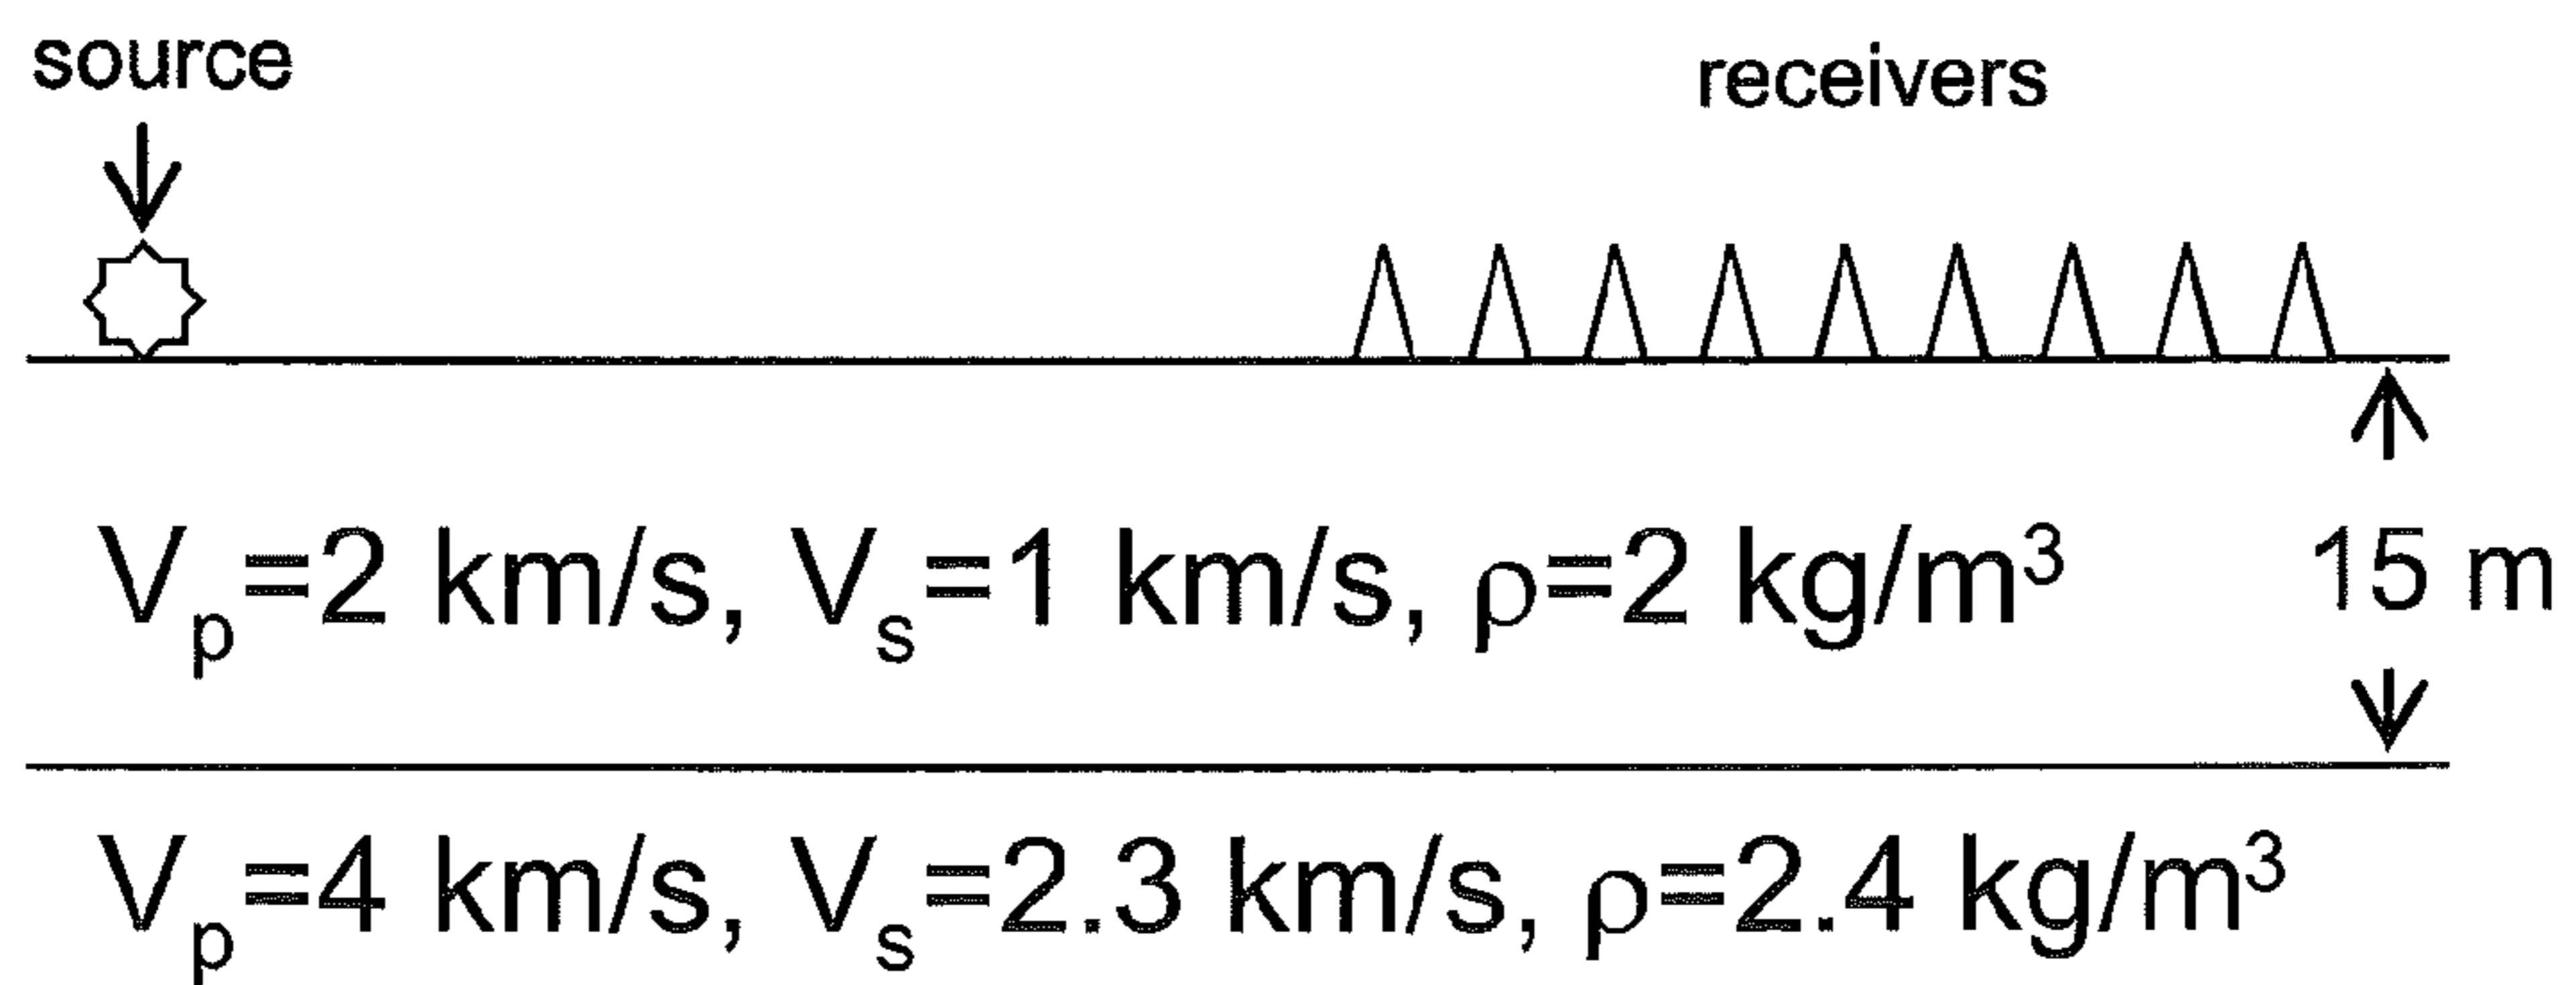 source
receivers
Vₚ=2 km/s, Vₛ=1 km/s, ρ=2 kg/m³
15 m
Vₚ=4 km/s, Vₛ=2.3 km/s, ρ=2.4 kg/m³